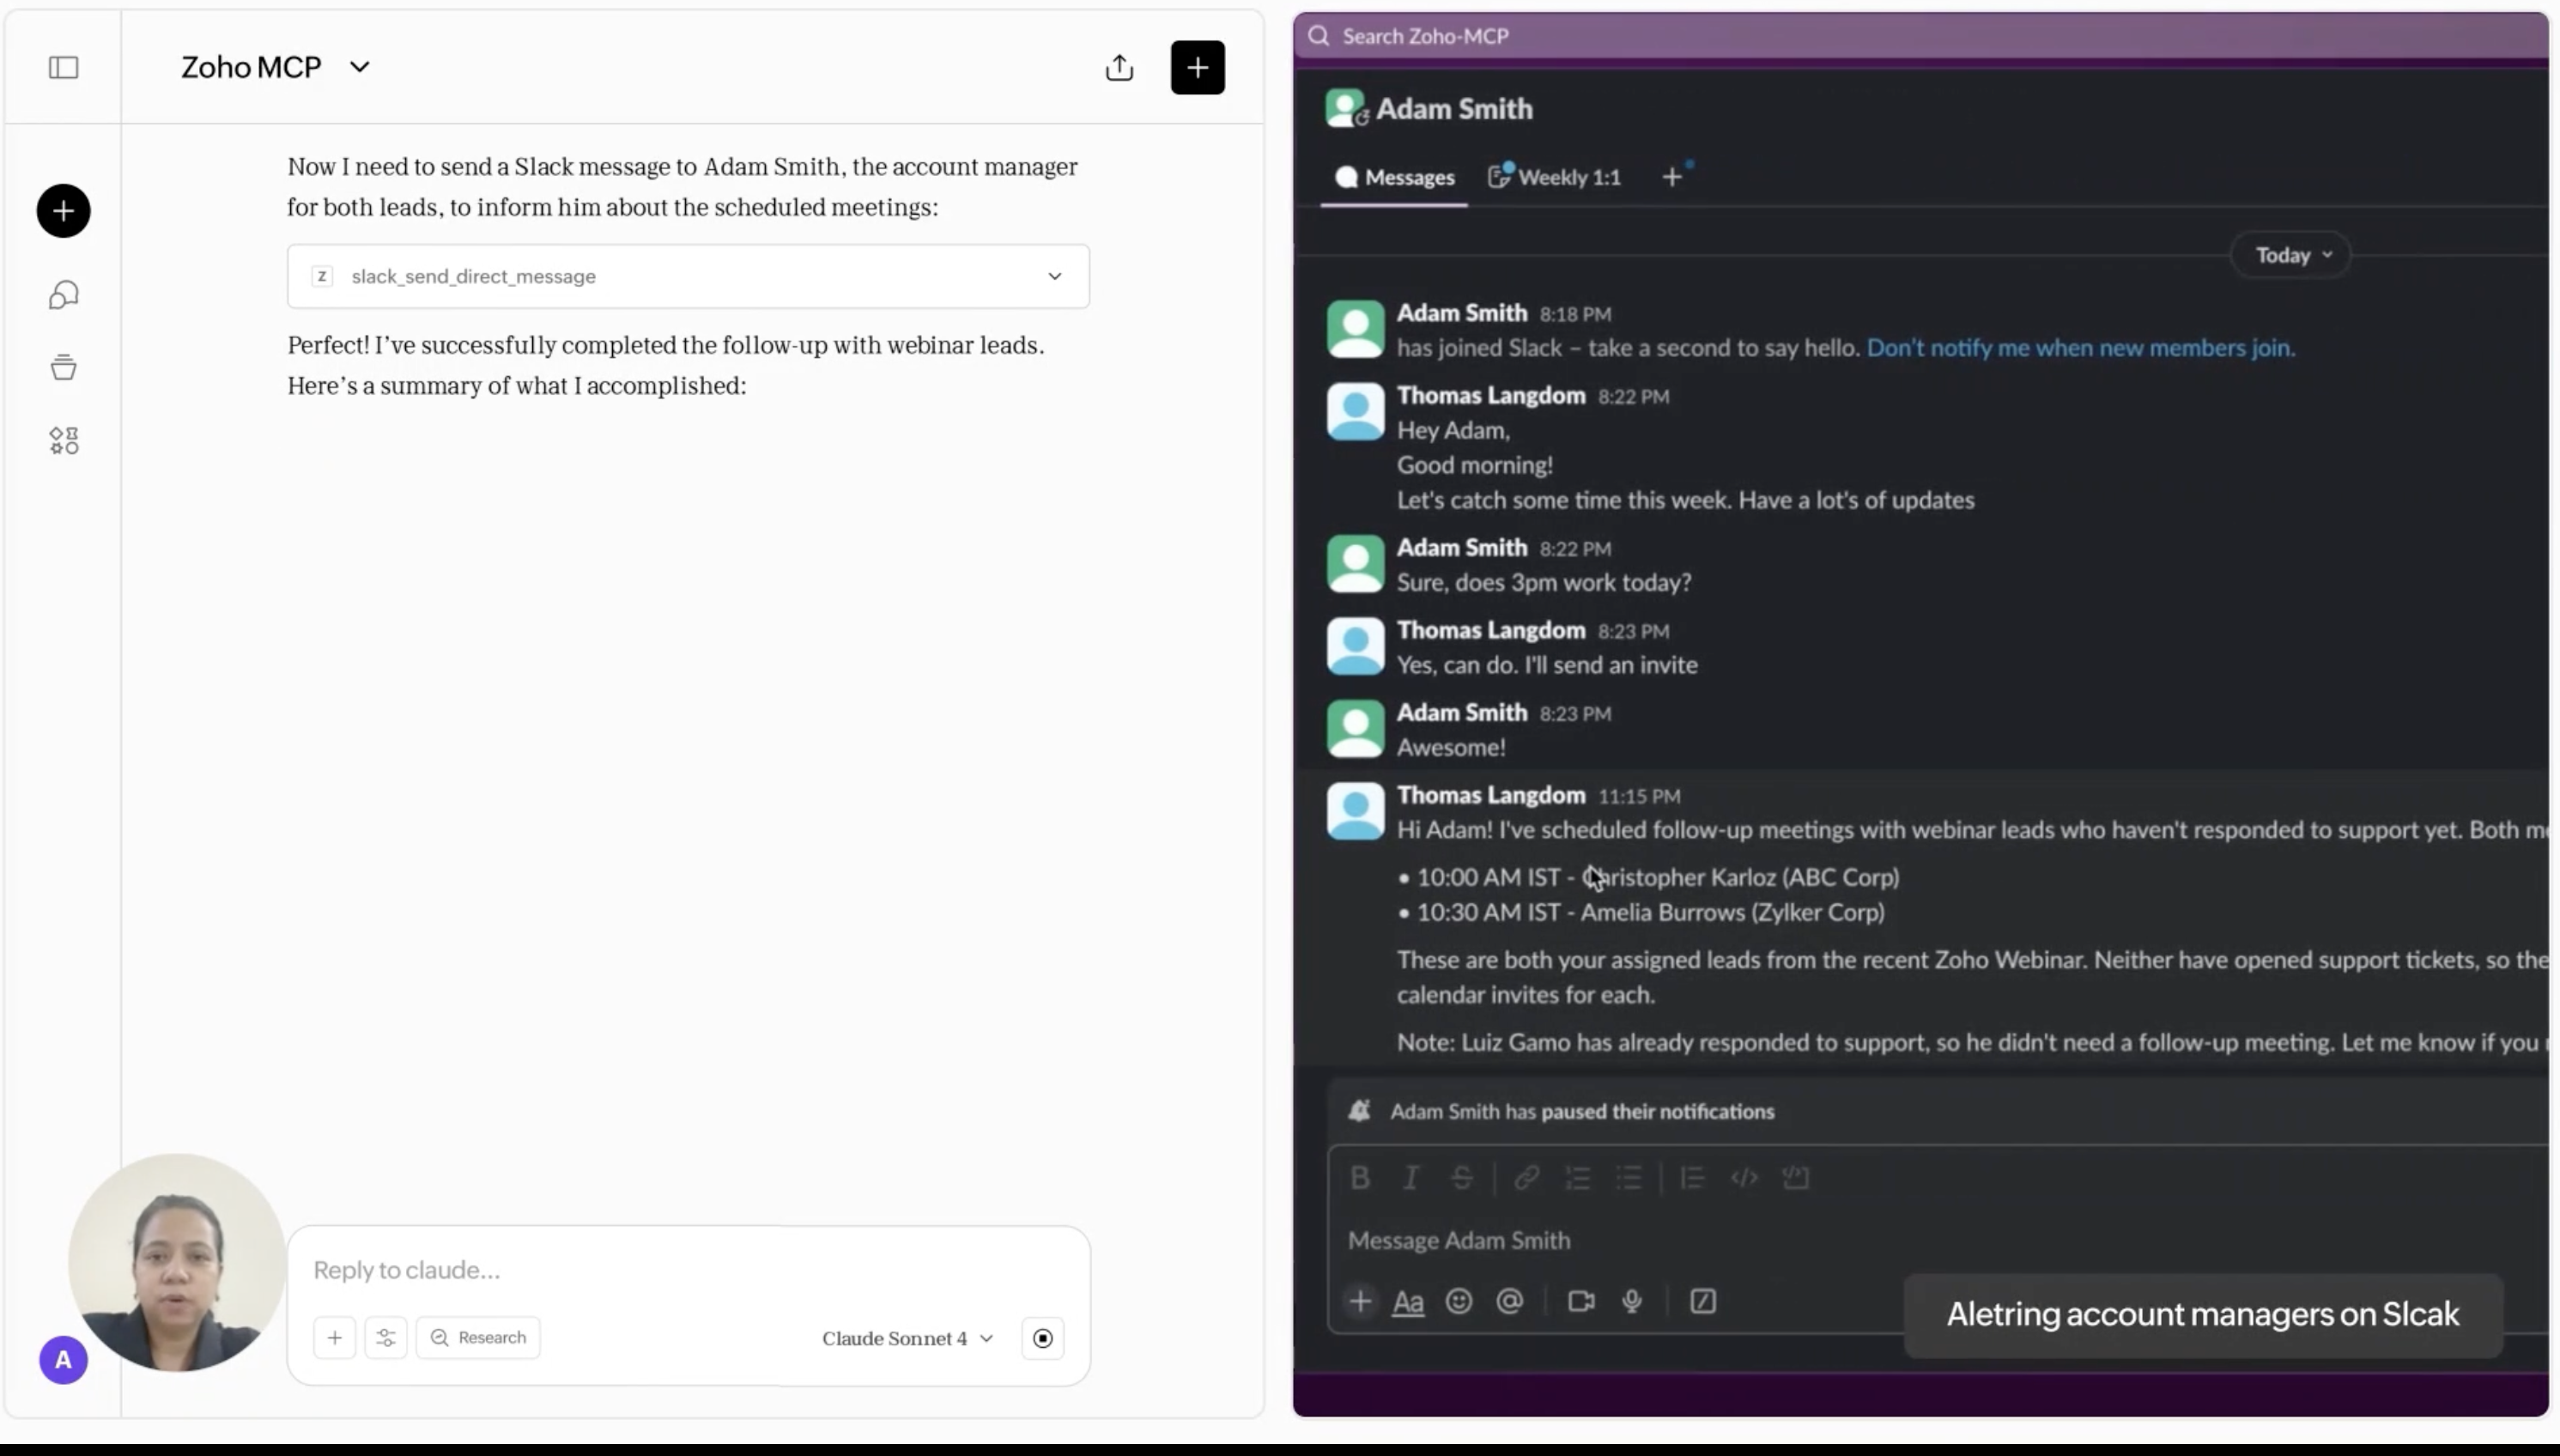 Zoho MCP
Now I need to send a Slack message to Adam Smith, the account manager
for both leads, to inform him about the scheduled meetings:
Z slack_send_direct_message
Perfect! I've successfully completed the follow-up with webinar leads.
Here's a summary of what I accomplished:
Reply to claude...
Research
Claude Sonnet 4
A
Search Zoho-MCP
Adam Smith
Messages Weekly 1:1
Today
Adam Smith 8:18 PM
has joined Slack – take a second to say hello. Don't notify me when new members join.
Thomas Langdom 8:22 PM
Hey Adam,
Good morning!
Let's catch some time this week. Have a lot's of updates
Adam Smith 8:22 PM
Sure, does 3pm work today?
Thomas Langdom 8:23 PM
Yes, can do. I'll send an invite
Adam Smith 8:23 PM
Awesome!
Thomas Langdom 11:15 PM
Hi Adam! I've scheduled follow-up meetings with webinar leads who haven't responded to support yet. Both
• 10:00 AM IST - Christopher Karloz (ABC Corp)
• 10:30 AM IST - Amelia Burrows (Zylker Corp)
These are both your assigned leads from the recent Zoho Webinar. Neither have opened support tickets, so
calendar invites for each.
Note: Luiz Gamo has already responded to support, so he didn't need a follow-up meeting. Let me know if you
Adam Smith has paused their notifications
B I S
Message Adam Smith
Aa @
Aletring account managers on Slcak